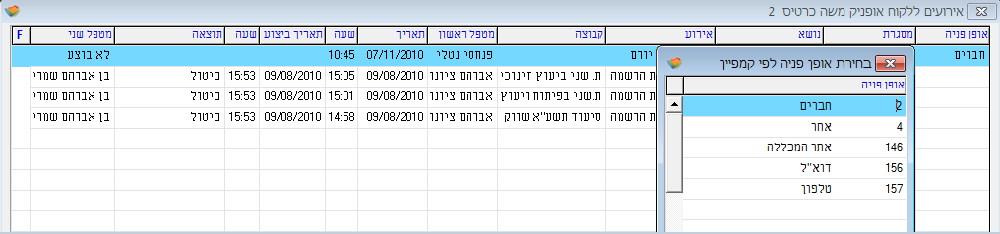 אירועים ללקוח אופניק משה כרטיס 2
אופן פניה מסגרת נושא אירוע קבוצה מטפל ראשון תאריך שעה תאריך ביצוע שעה תוצאה מטפל שני F
חברים יורם פנחסי נטלי 07/11/2010 10:45 לא בוצע
ת הרשמה ת. שני ביעוץ חינוכי אברהם ציונר 09/08/2010 15:05 09/08/2010 15:53 ביטול בן אברהם שמרי
ת הרשמה ת.שני בפיתוח ויעוץ אברהם ציונר 09/08/2010 15:01 09/08/2010 15:53 ביטול בן אברהם שמרי
ת הרשמה סיעוד תשע"א שווק אברהם ציונר 09/08/2010 14:58 09/08/2010 15:53 ביטול בן אברהם שמרי
בחירת אופן פניה לפי קמפיין
אופן פניה
2 חברים
4 אחר
146 אתר המכללה
156 דוא"ל
157 טלפון